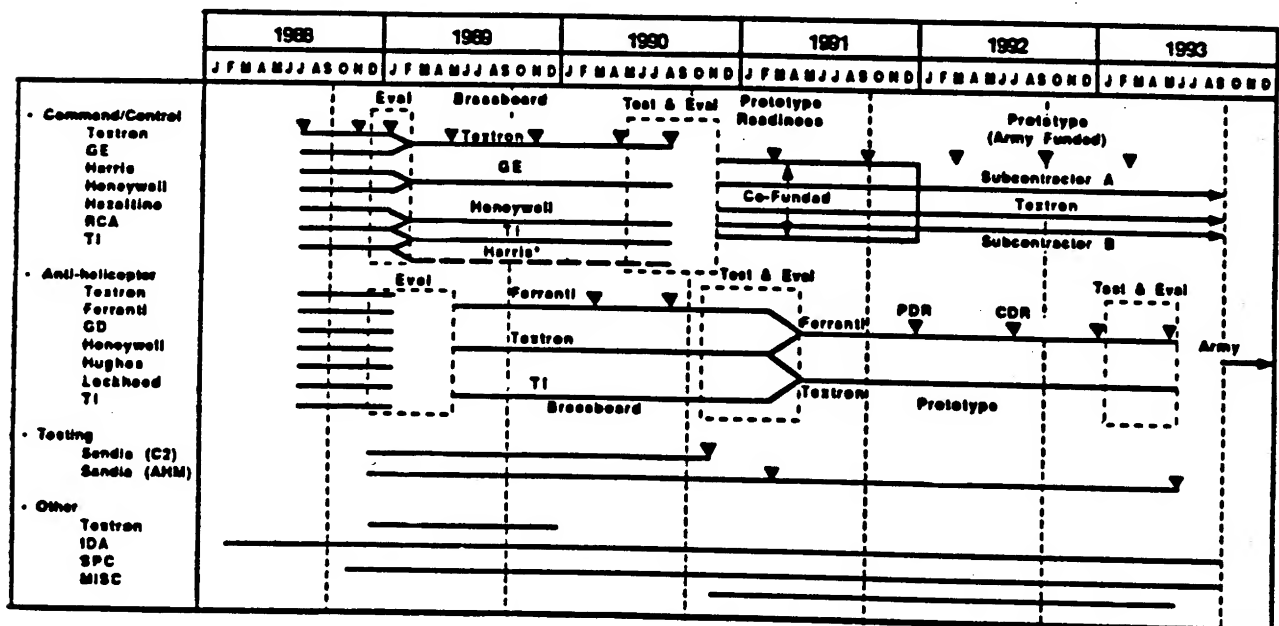 1988 1989 1990 1991 1992 1993
J F M A M J J A S O N D J F M A M J J A S O N D J F M A M J J A S O N D J F M A M J J A S O N D J F M A M J J A S O N D J F M A M J J A S O N D
Eval Brassboard Test & Eval Prototype Readiness Prototype (Army Funded)
• Command/Control
Textron
GE
Harris
Honeywell
Hazeltine
RCA
TI
Textron
GE
Honeywell
TI
Harris*
Co-Funded
Subcontractor A
Textron
Subcontractor B
• Anti-helicopter
Textron
Ferranti
GD
Honeywell
Hughes
Lockheed
TI
Eval
Ferranti
Textron
TI
Brassboard
Test & Eval
Ferranti
Textron
PDR
CDR
Prototype
Test & Eval
Army
• Testing
Sandia (C2)
Sandia (AHM)
• Other
Textron
IDA
SPC
MISC